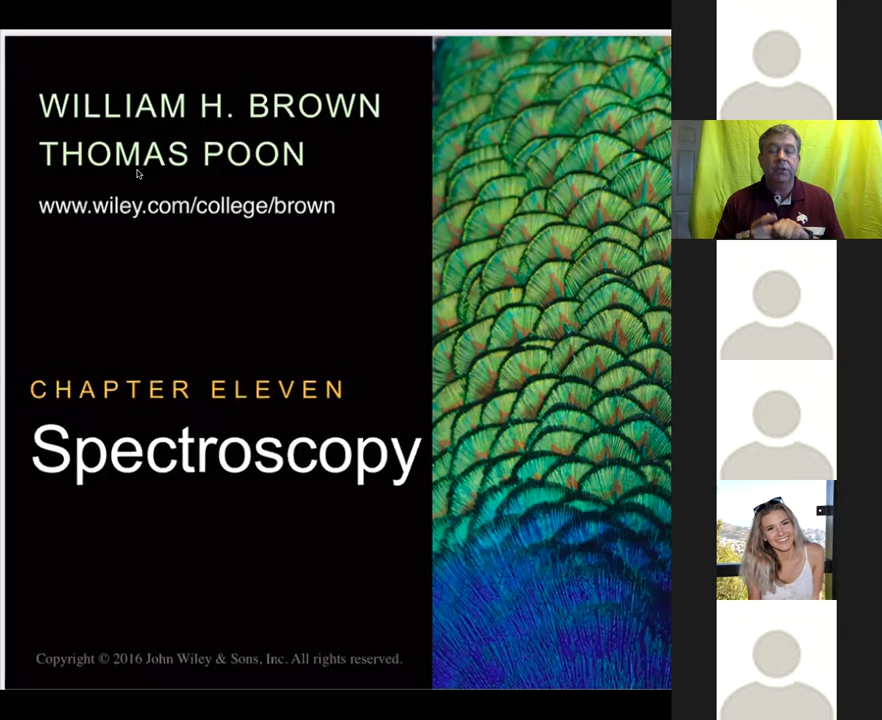 WILLIAM H. BROWN
THOMAS POON
www.wiley.com/college/brown
CHAPTER ELEVEN
Spectroscopy
Copyright © 2016 John Wiley & Sons, Inc. All rights reserved.